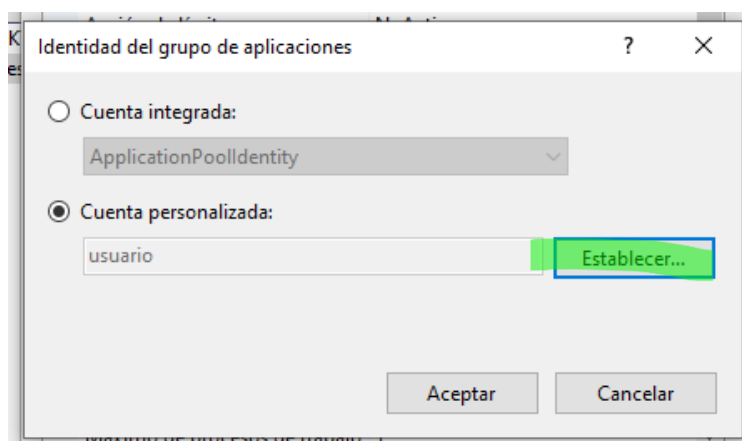 Identidad del grupo de aplicaciones
Cuenta integrada:
ApplicationPoolIdentity
Cuenta personalizada:
usuario
Establecer...
Aceptar
Cancelar